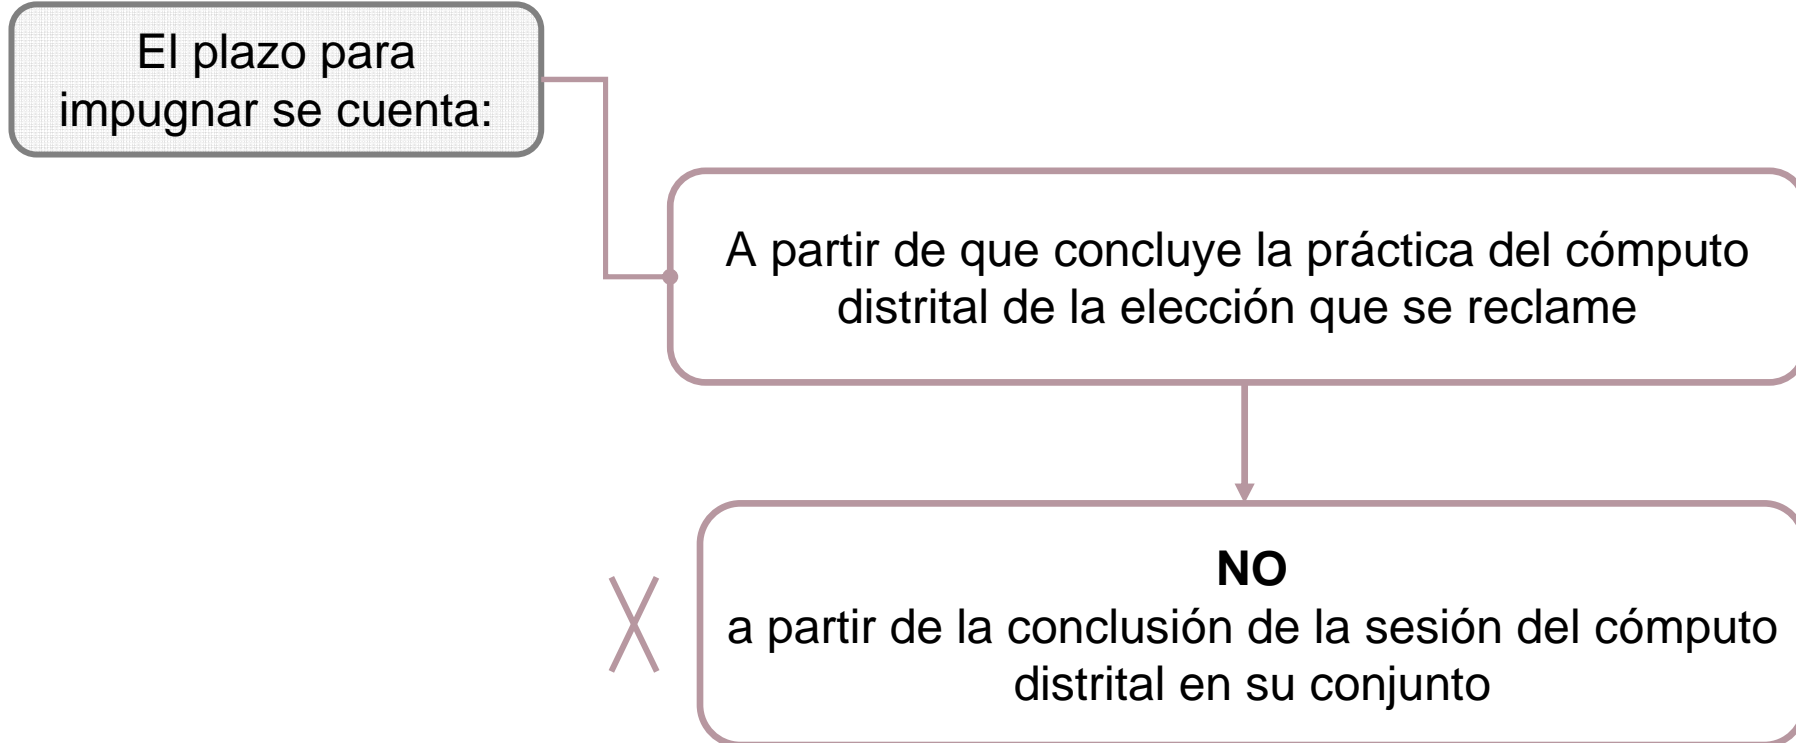 El plazo para
impugnar se cuenta:
A partir de que concluye la práctica del cómputo
distrital de la elección que se reclame
NO
a partir de la conclusión de la sesión del cómputo
distrital en su conjunto